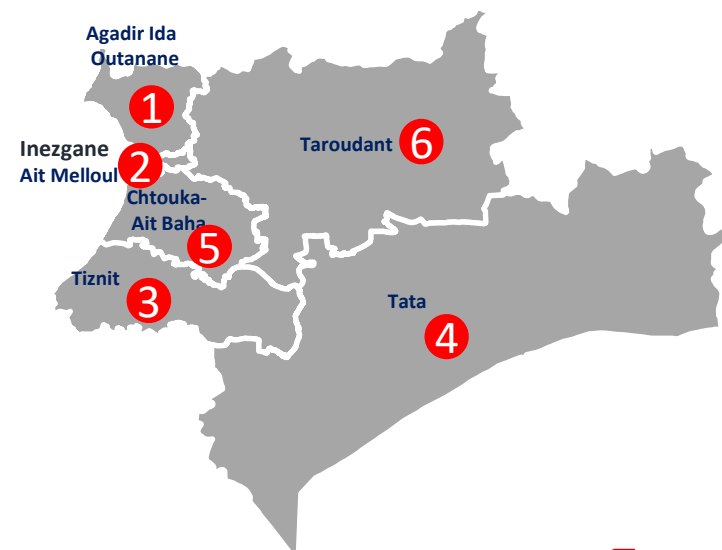 Agadir Ida
Outanane
1
Inezgane
2
Ait Melloul
Chtouka-
Ait Baha
5
Taroudant
6
Tiznit
3
Tata
4